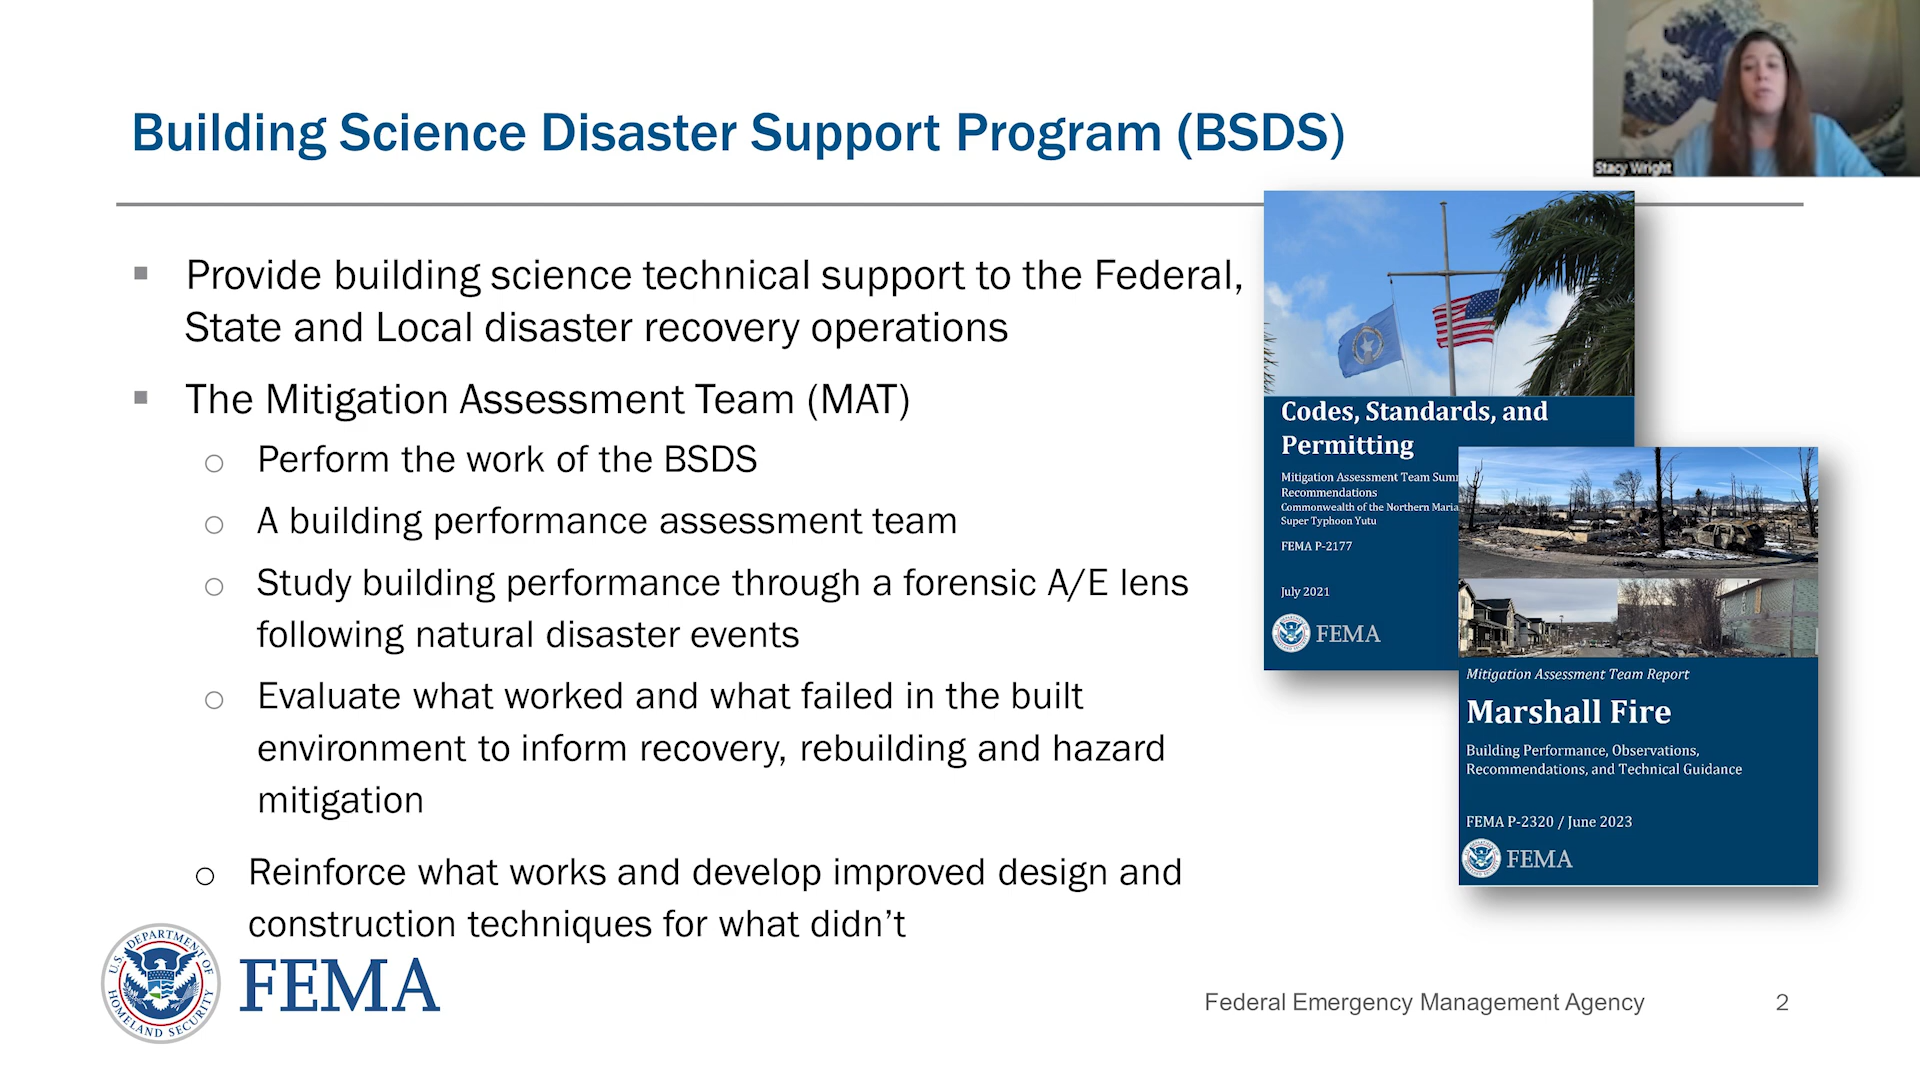 Building Science Disaster Support Program (BSDS)
Stacy Wright
Provide building science technical support to the Federal,
State and Local disaster recovery operations
The Mitigation Assessment Team (MAT)
Perform the work of the BSDS
A building performance assessment team
Study building performance through a forensic A/E lens
following natural disaster events
Evaluate what worked and what failed in the built
environment to inform recovery, rebuilding and hazard
mitigation
Reinforce what works and develop improved design and
construction techniques for what didn't
Codes, Standards, and
Permitting
Mitigation Assessment Team
Recommendations
Commonwealth of the Northern
Super Typhoon Yutu
FEMA P-2177
July 2021
FEMA
Mitigation Assessment Team Report
Marshall Fire
Building Performance, Observations,
Recommendations, and Technical Guidance
FEMA P-2320 / June 2023
FEMA
U.S. DEPARTMENT OF
HOMELAND SECURITY
FEMA
Federal Emergency Management Agency
2